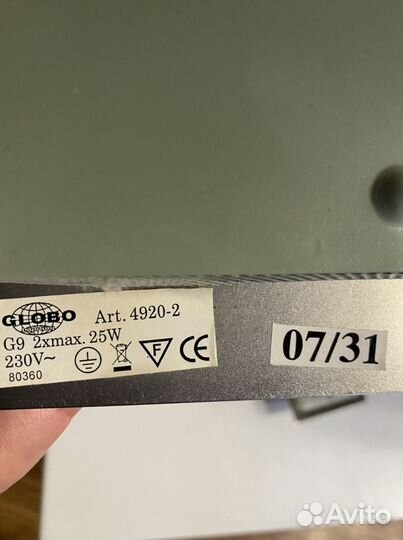 GLOBO Art. 4920-2
G9 2xmax. 25W
230V~ F CE
80360
07/31
Avito